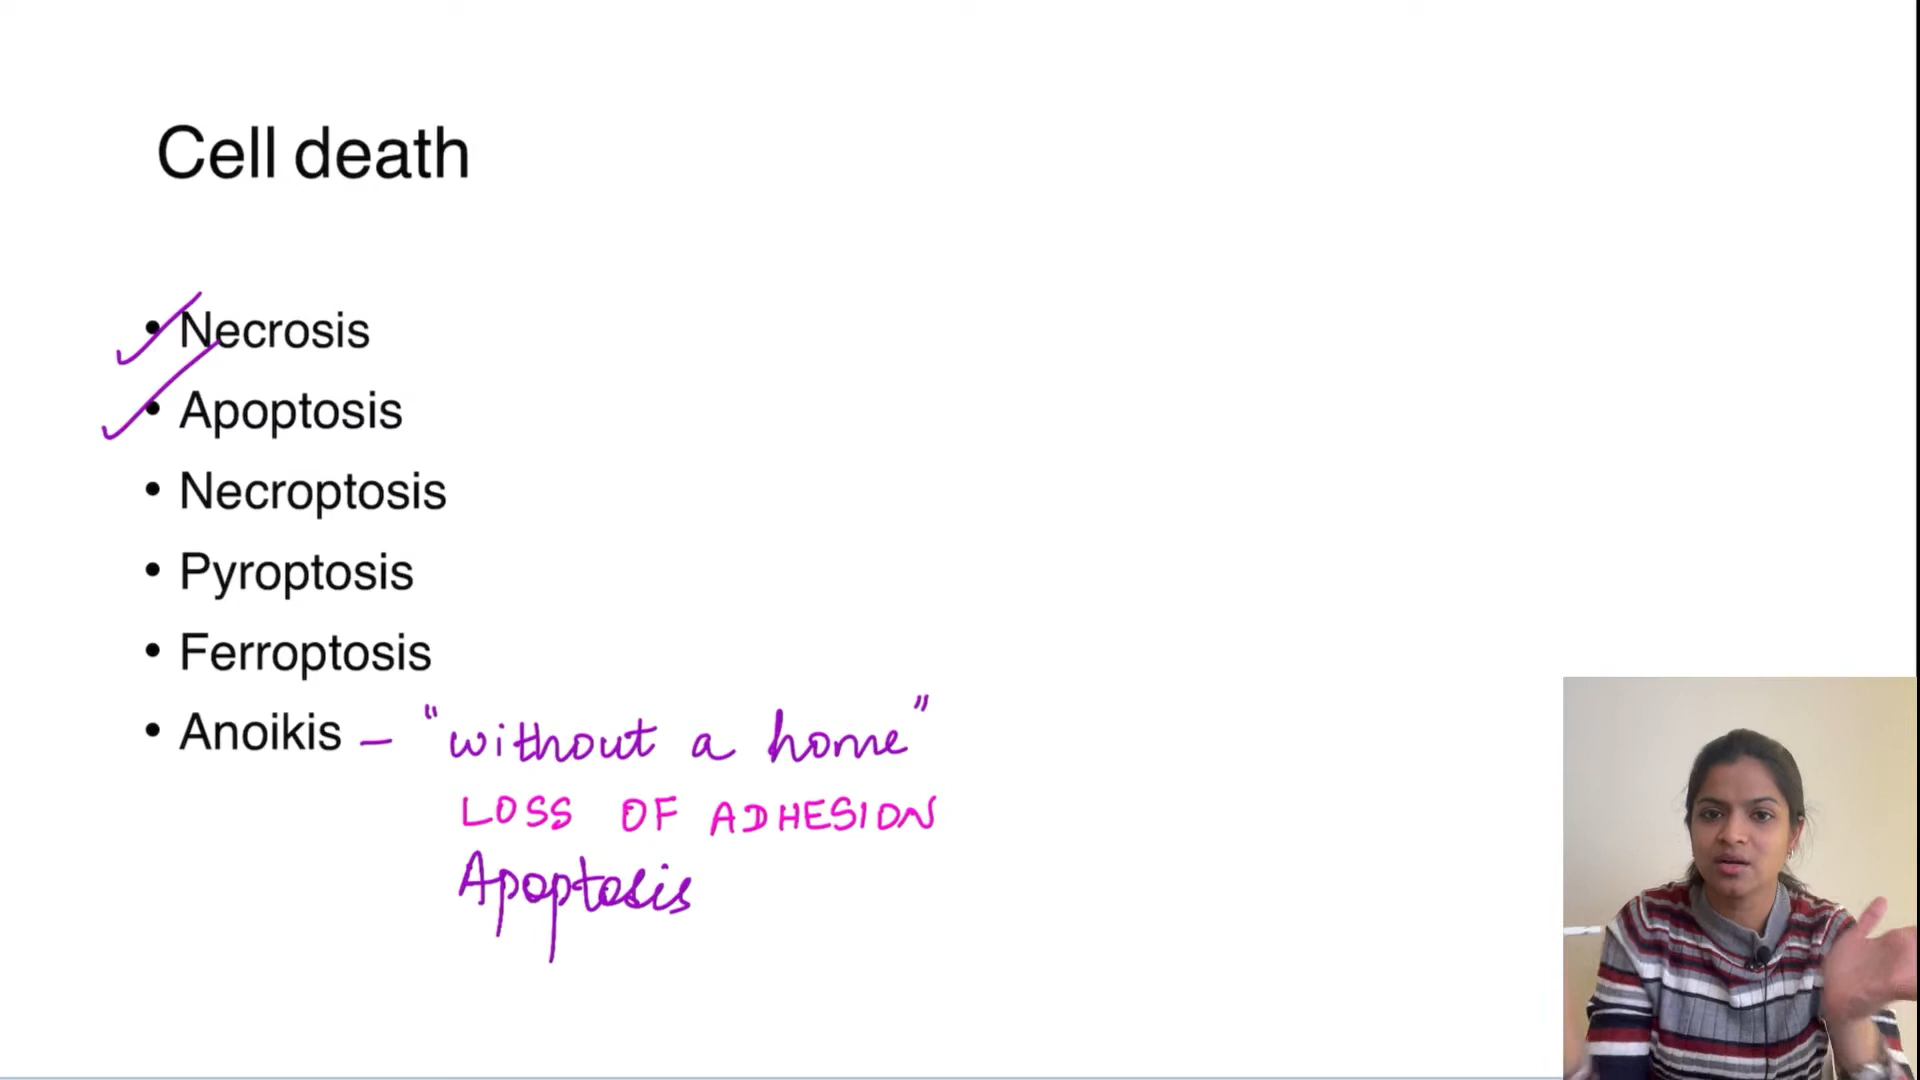 Cell death
• Necrosis
• Apoptosis
• Necroptosis
• Pyroptosis
• Ferroptosis
• Anoikis – "without a home"
LOSS OF ADHESION
Apoptosis